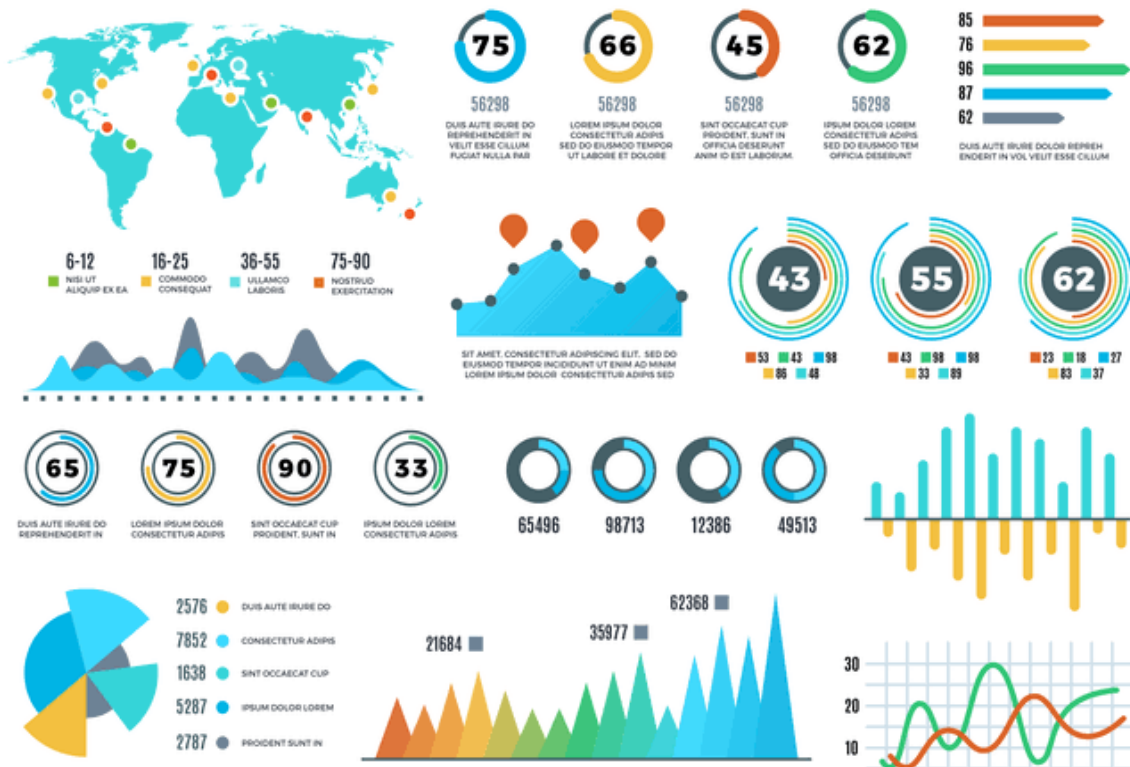 75
66
45
62
56298
56298
56298
56298
DUIS AUTE IRURE DO
REPREHENDERIT IN
VELIT ESSE CILLUM
FUGIAT NULLA PAR
LOREM IPSUM DOLOR
CONSECTETUR ADIPIS
SED DO EIUSMOD TEMPOR
UT LABORE ET DOLORE
SINT OCCAECAT CUP
PROIDENT, SUNT IN
OFFICIA DESERUNT
ANIM ID EST LABORUM.
IPSUM DOLOR LOREM
CONSECTETUR ADIPIS
SED DO EIUSMOD TEM
OFFICIA DESERUNT
85
76
96
87
62
DUIS AUTE IRURE DOLOR REPREH
ENDERIT IN VOL VELIT ESSE CILLUM
6-12
NISI UT
ALIQUIP EX EA
16-25
COMMODO
CONSEQUAT
36-55
ULLAMCO
LABORIS
75-90
NOSTRUD
EXERCITATION
SIT AMET, CONSECTETUR ADIPISCING ELIT. SED DO
EIUSMOD TEMPOR INCIDIDUNT UT ENIM AD MINIM
LOREM IPSUM DOLOR CONSECTETUR ADIPIS SED
43
53 43 98
86 48
55
43 98 98
33 89
62
23 18 27
83 37
65
DUIS AUTE IRURE DO
REPREHENDERIT IN
75
LOREM IPSUM DOLOR
CONSECTETUR ADIPIS
90
SINT OCCAECAT CUP
PROIDENT, SUNT IN
33
IPSUM DOLOR LOREM
CONSECTETUR ADIPIS
65496
98713
12386
49513
2576 DUIS AUTE IRURE DO
7852 CONSECTETUR ADIPIS
1638 SINT OCCAECAT CUP
5287 IPSUM DOLOR LOREM
2787 PROIDENT SUNT IN
21684
35977
62368
30
20
10